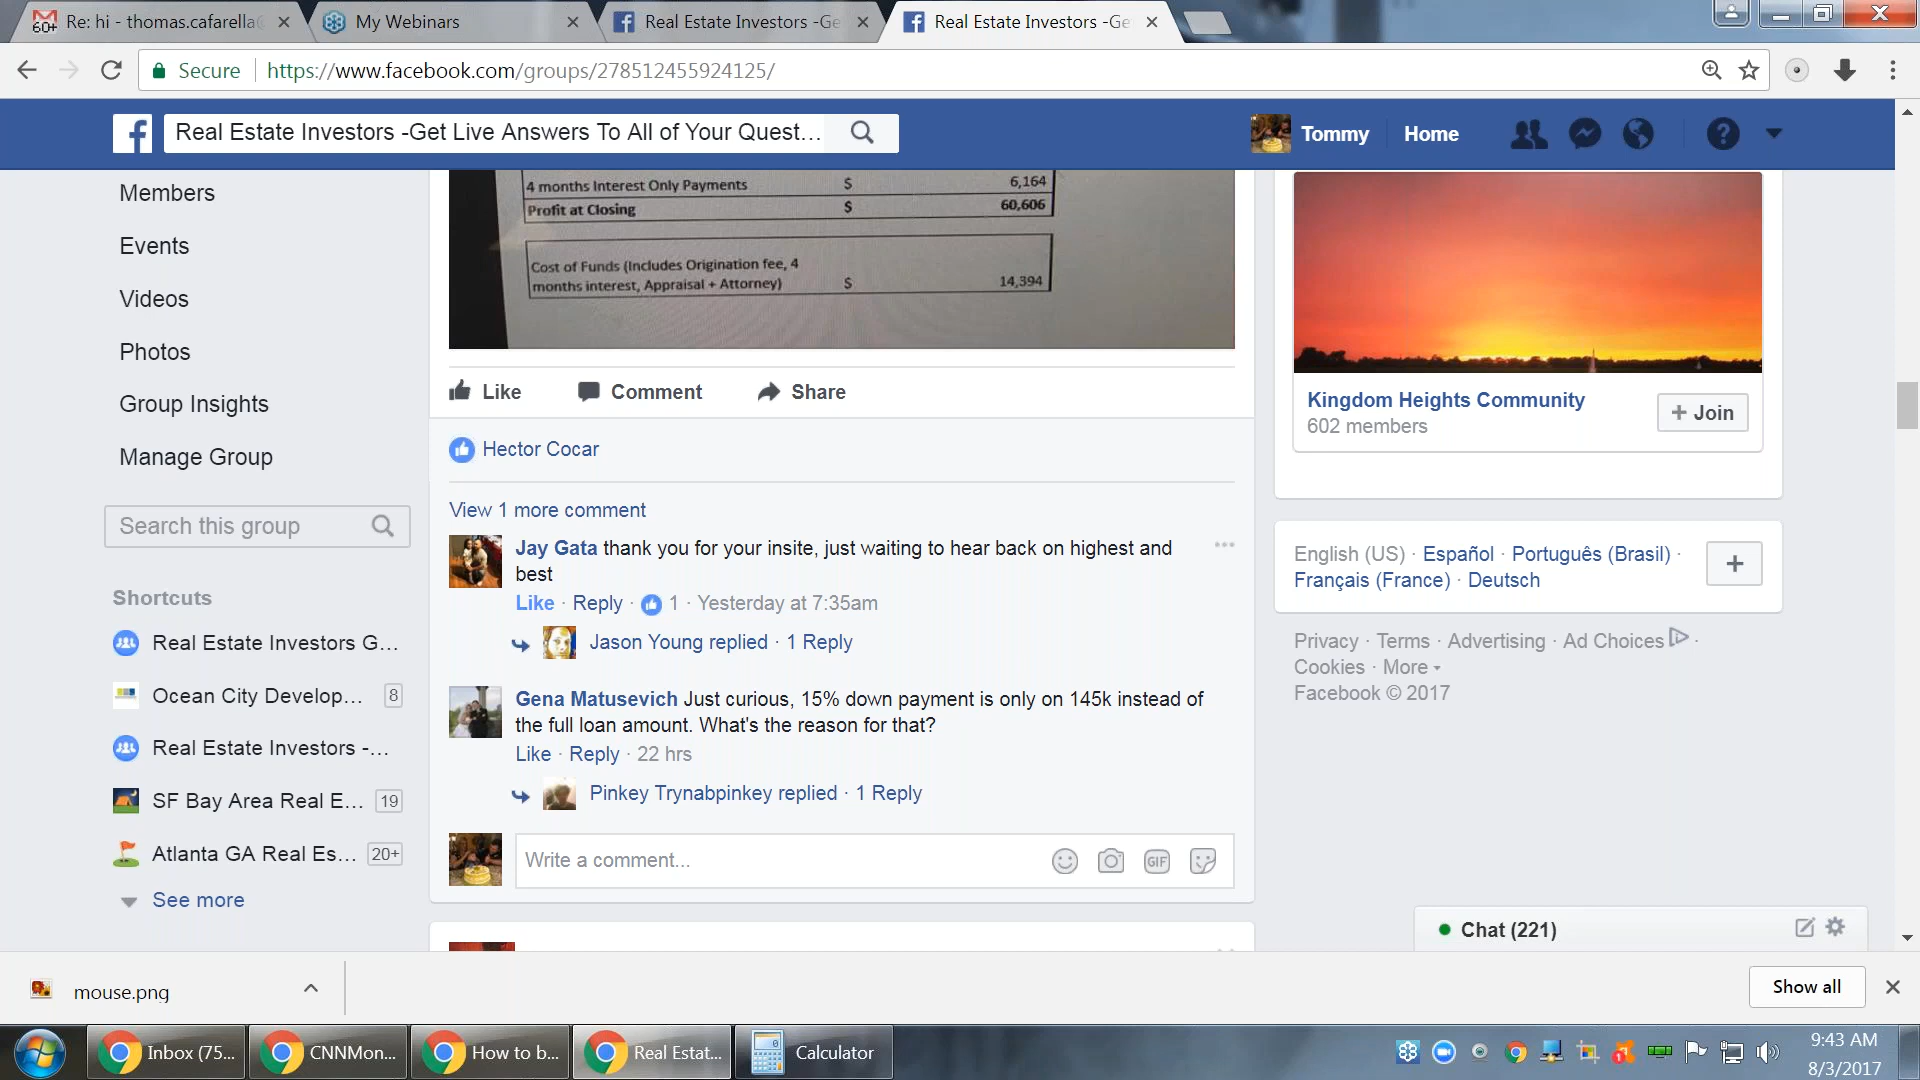 Re: hi - thomas.cafarella
My Webinars
Real Estate Investors -Ge
Real Estate Investors -Ge
Secure
https://www.facebook.com/groups/278512455924125/
Real Estate Investors -Get Live Answers To All of Your Quest...
Tommy
Home
Members
Events
Videos
Photos
Group Insights
Manage Group
Search this group
Shortcuts
Real Estate Investors G...
Ocean City Develop... 8
Real Estate Investors -...
SF Bay Area Real E... 19
Atlanta GA Real Es... 20+
See more
4 months Interest Only Payments $ 6,164
Profit at Closing $ 60,606
Cost of Funds (Includes Origination fee, 4
months interest, Appraisal + Attorney) $ 14,394
Like Comment Share
Hector Cocar
View 1 more comment
Jay Gata thank you for your insite, just waiting to hear back on highest and
best
Like · Reply · 1 · Yesterday at 7:35am
Jason Young replied · 1 Reply
Gena Matusevich Just curious, 15% down payment is only on 145k instead of
the full loan amount. What's the reason for that?
Like · Reply · 22 hrs
Pinkey Trynabpinkey replied · 1 Reply
Write a comment...
GIF
Kingdom Heights Community
602 members
+ Join
English (US) · Español · Português (Brasil) ·
Français (France) · Deutsch
Privacy · Terms · Advertising · Ad Choices ·
Cookies · More
Facebook © 2017
Chat (221)
mouse.png
Show all
Inbox (75...
CNNMon...
How to b...
Real Estat...
Calculator
9:43 AM
8/3/2017